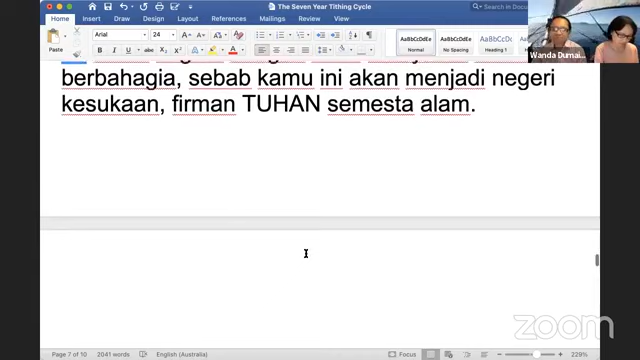 The Seven Year Tithing Cycle
Search in Docu
Home Insert Draw Design Layout References Mailings Review View
Arial 24
Paste
AaBbCcDdEe AaBbCcDdEe AaBbCcDc
Normal No Spacing Heading 1
Wanda Dumai
berbahagia, sebab kamu ini akan menjadi negeri
kesukaan, firman TUHAN semesta alam.
zoom
Page 7 of 10 2041 words English (Australia) Focus 229%